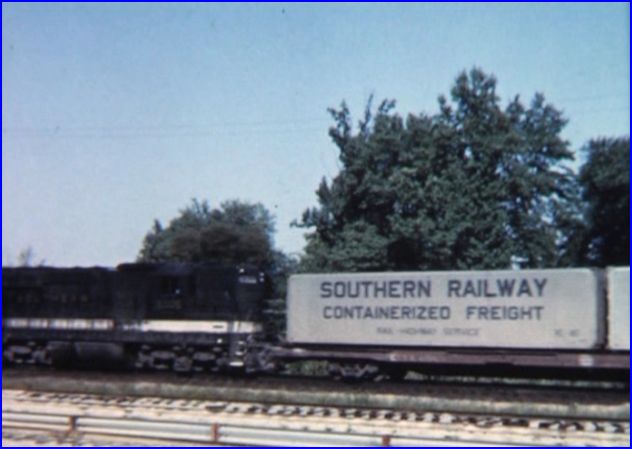 SOUTHERN RAILWAY
CONTAINERIZED FREIGHT
RAIL-HIGHWAY SERVICE